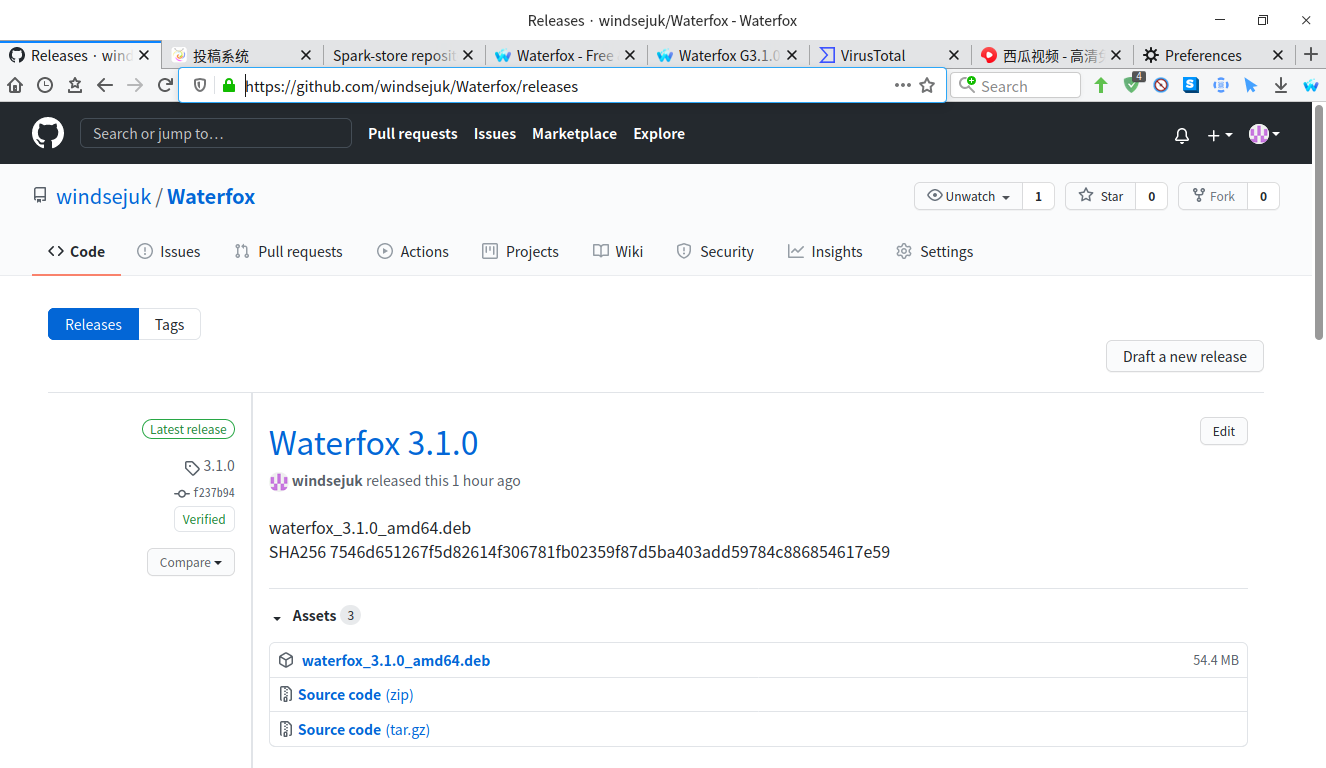 Releases · windsejuk/Waterfox - Waterfox
Releases · wind
投稿系统
Spark-store reposit
Waterfox - Free
Waterfox G3.1.0
VirusTotal
西瓜视频 - 高清
Preferences
https://github.com/windsejuk/Waterfox/releases
Search
4
Search or jump to…
Pull requests
Issues
Marketplace
Explore
windsejuk / Waterfox
Unwatch 1
Star 0
Fork 0
Code
Issues
Pull requests
Actions
Projects
Wiki
Security
Insights
Settings
Releases
Tags
Draft a new release
Latest release
3.1.0
f237b94
Verified
Compare
Waterfox 3.1.0
Edit
windsejuk released this 1 hour ago
waterfox_3.1.0_amd64.deb
SHA256 7546d651267f5d82614f306781fb02359f87d5ba403add59784c886854617e59
Assets 3
waterfox_3.1.0_amd64.deb 54.4 MB
Source code (zip)
Source code (tar.gz)